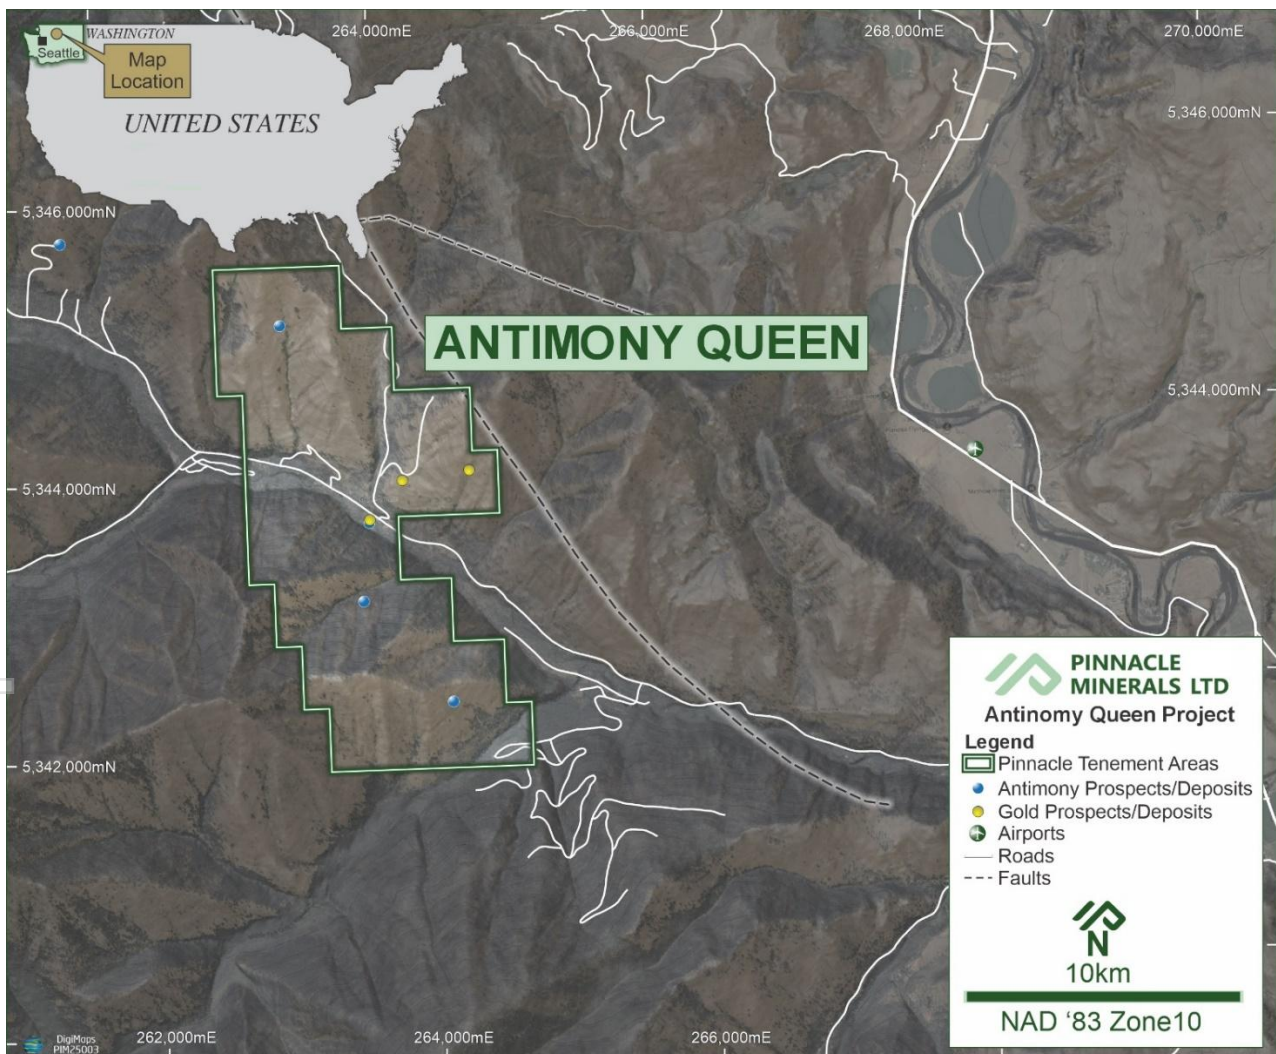 264,000mE
266,000mE
268,000mE
270,000mE
WASHINGTON
Seattle
Map
Location
UNITED STATES
5,346,000mN
5,346,000mN
ANTIMONY QUEEN
5,344,000mN
5,344,000mN
5,342,000mN
PINNACLE
MINERALS LTD
Antinomy Queen Project
Legend
Pinnacle Tenement Areas
Antimony Prospects/Deposits
Gold Prospects/Deposits
Airports
Roads
Faults
N
10km
NAD ‘83 Zone10
DigiMaps
PIM25003
262,000mE
264,000mE
266,000mE